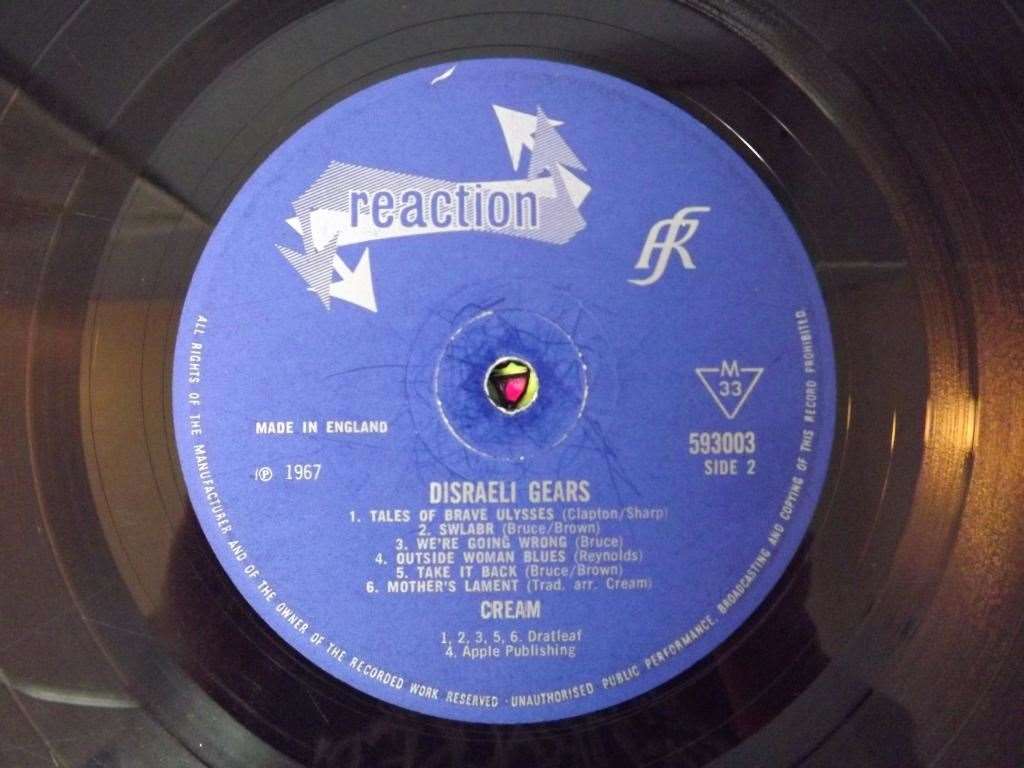 reaction
R
M
33
593003
SIDE 2
MADE IN ENGLAND
℗ 1967
DISRAELI GEARS
1. TALES OF BRAVE ULYSSES (Clapton/Sharp)
2. SWLABR (Bruce/Brown)
3. WE'RE GOING WRONG (Bruce)
4. OUTSIDE WOMAN BLUES (Reynolds)
5. TAKE IT BACK (Bruce/Brown)
6. MOTHER'S LAMENT (Trad. arr. Cream)
CREAM
1, 2, 3, 5, 6. Dratleaf
4. Apple Publishing
ALL RIGHTS OF THE MANUFACTURER AND OF THE OWNER OF THE RECORDED WORK RESERVED · UNAUTHORISED PUBLIC PERFORMANCE, BROADCASTING AND COPYING OF THIS RECORD PROHIBITED.